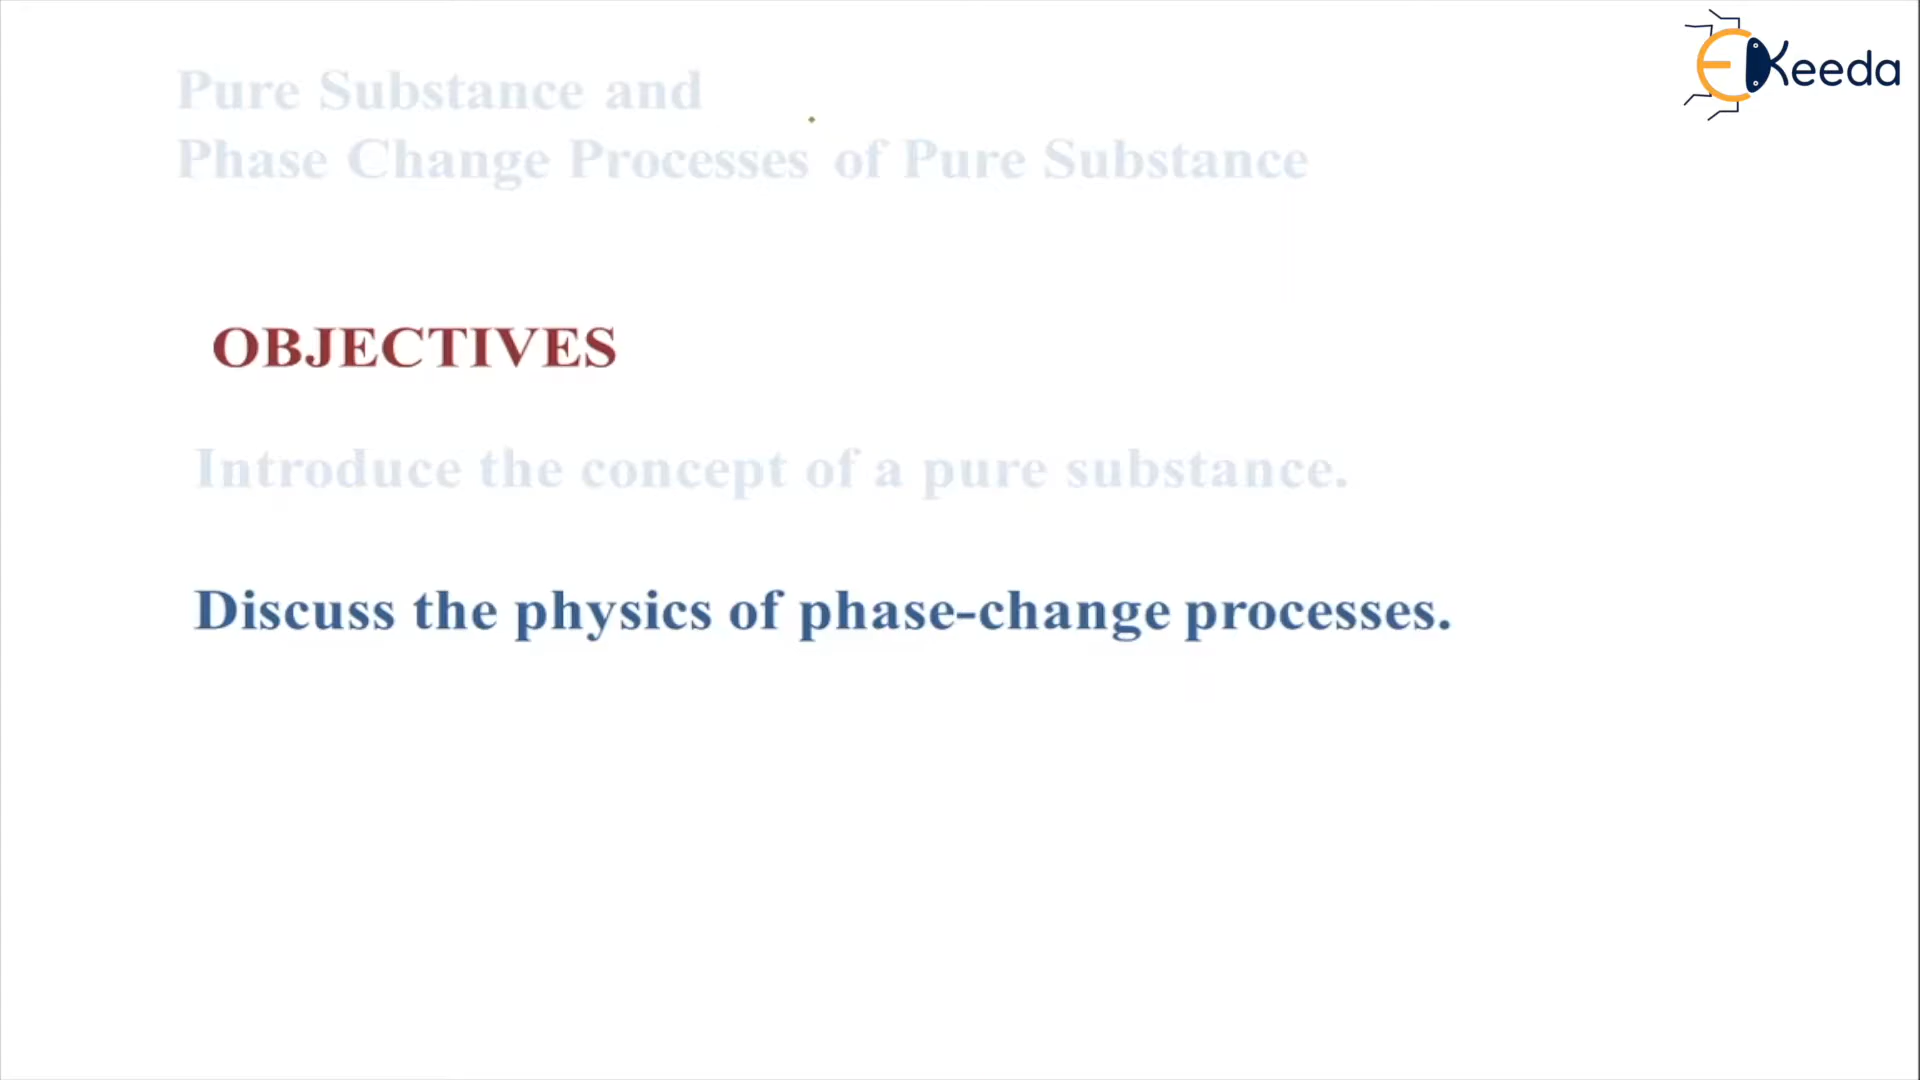 EKeeda
Pure Substance and
Phase Change Processes of Pure Substance
OBJECTIVES
Introduce the concept of a pure substance.
Discuss the physics of phase-change processes.